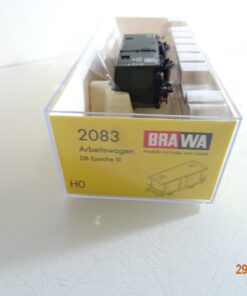 2083
Arbeitswagen
DB Epoche III
H0
BRAWA
29